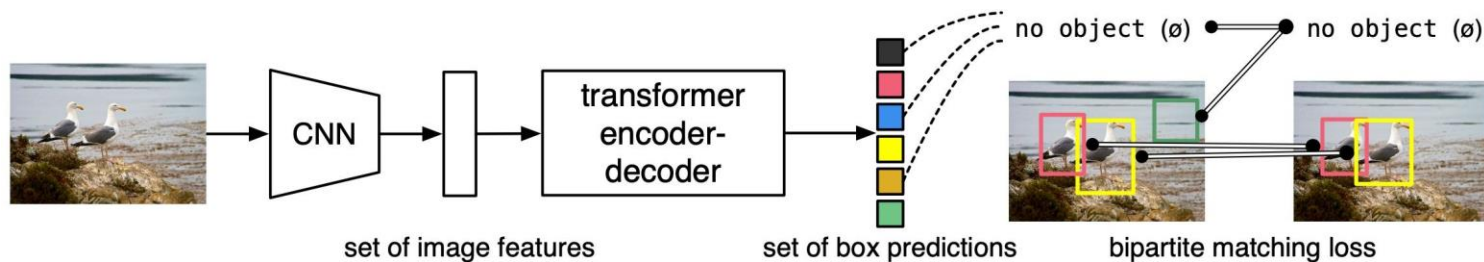 no object (ø)
no object (ø)
CNN
transformer
encoder-
decoder
set of image features
set of box predictions
bipartite matching loss